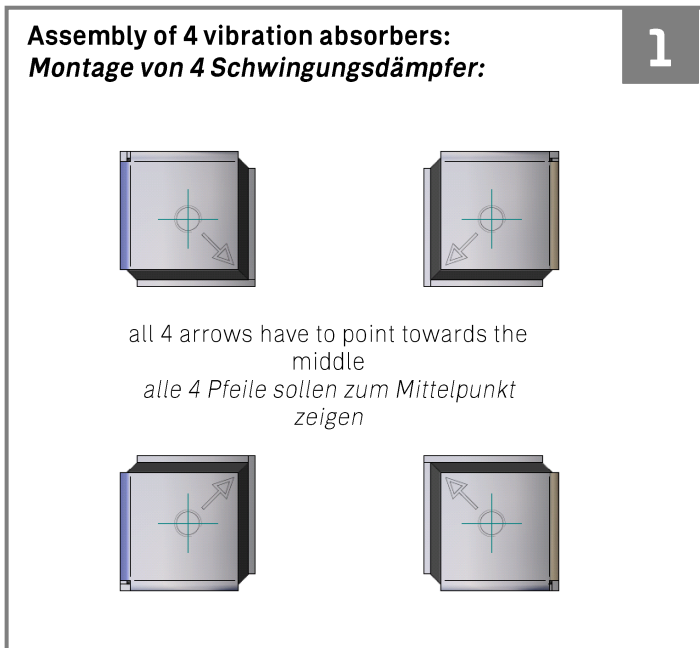 Assembly of 4 vibration absorbers:
Montage von 4 Schwingungsdämpfer:
1
all 4 arrows have to point towards the
middle
alle 4 Pfeile sollen zum Mittelpunkt
zeigen